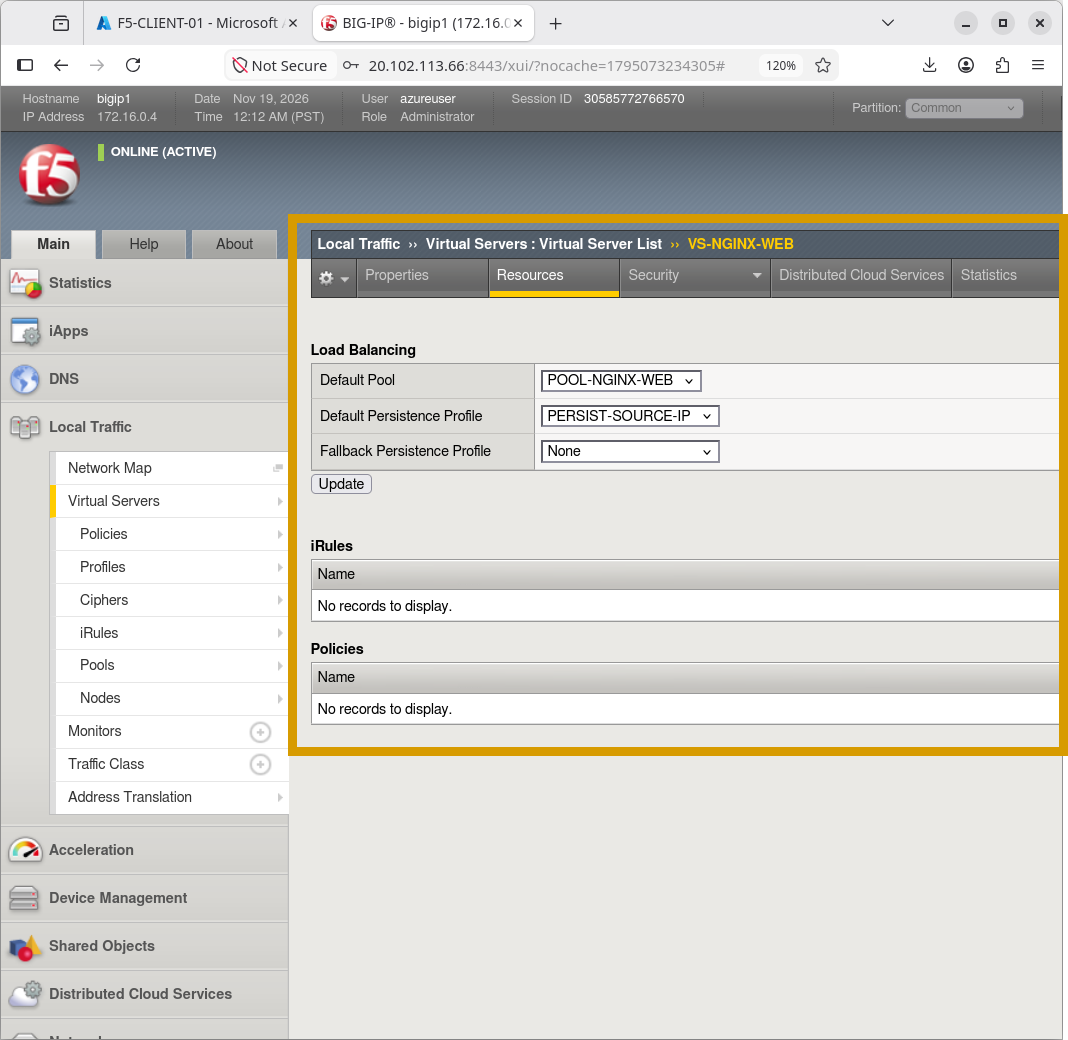 F5-CLIENT-01 - Microsoft A
BIG-IP® - bigip1 (172.16.0
Not Secure
20.102.113.66:8443/xui/?nocache=1795073234305#
120%
Hostname bigip1
IP Address 172.16.0.4
Date Nov 19, 2026
Time 12:12 AM (PST)
User azureuser
Role Administrator
Session ID 30585772766570
Partition: Common
f5
ONLINE (ACTIVE)
Main
Help
About
Statistics
iApps
DNS
Local Traffic
Network Map
Virtual Servers
Policies
Profiles
Ciphers
iRules
Pools
Nodes
Monitors
Traffic Class
Address Translation
Acceleration
Device Management
Shared Objects
Distributed Cloud Services
Local Traffic ›› Virtual Servers : Virtual Server List ›› VS-NGINX-WEB
Properties
Resources
Security
Distributed Cloud Services
Statistics
Load Balancing
Default Pool POOL-NGINX-WEB
Default Persistence Profile PERSIST-SOURCE-IP
Fallback Persistence Profile None
Update
iRules
Name
No records to display.
Policies
Name
No records to display.